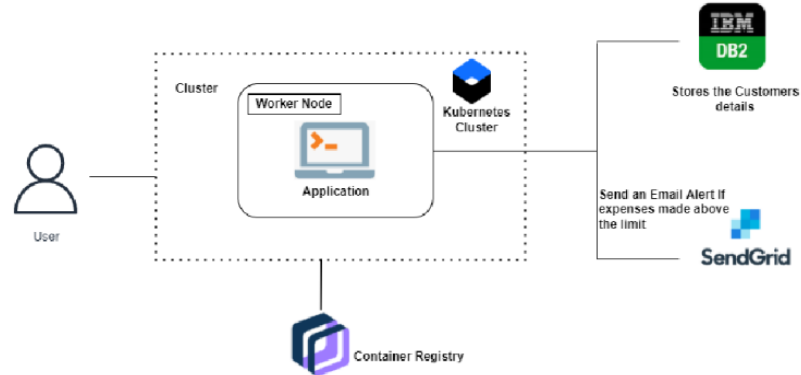 IBM
DB2
Stores the Customers
details
Cluster
Worker Node
Kubernetes
Cluster
Application
User
Send an Email Alert If
expenses made above
the limit
SendGrid
Container Registry